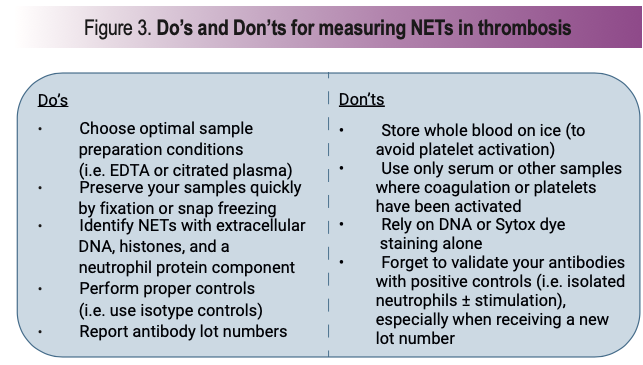 Figure 3. Do's and Don'ts for measuring NETs in thrombosis
Do's
• Choose optimal sample
preparation conditions
(i.e. EDTA or citrated plasma)
• Preserve your samples quickly
by fixation or snap freezing
• Identify NETs with extracellular
DNA, histones, and a
neutrophil protein component
• Perform proper controls
(i.e. use isotype controls)
• Report antibody lot numbers
Don'ts
• Store whole blood on ice (to
avoid platelet activation)
• Use only serum or other samples
where coagulation or platelets
have been activated
• Rely on DNA or Sytox dye
staining alone
• Forget to validate your antibodies
with positive controls (i.e. isolated
neutrophils ± stimulation),
especially when receiving a new
lot number